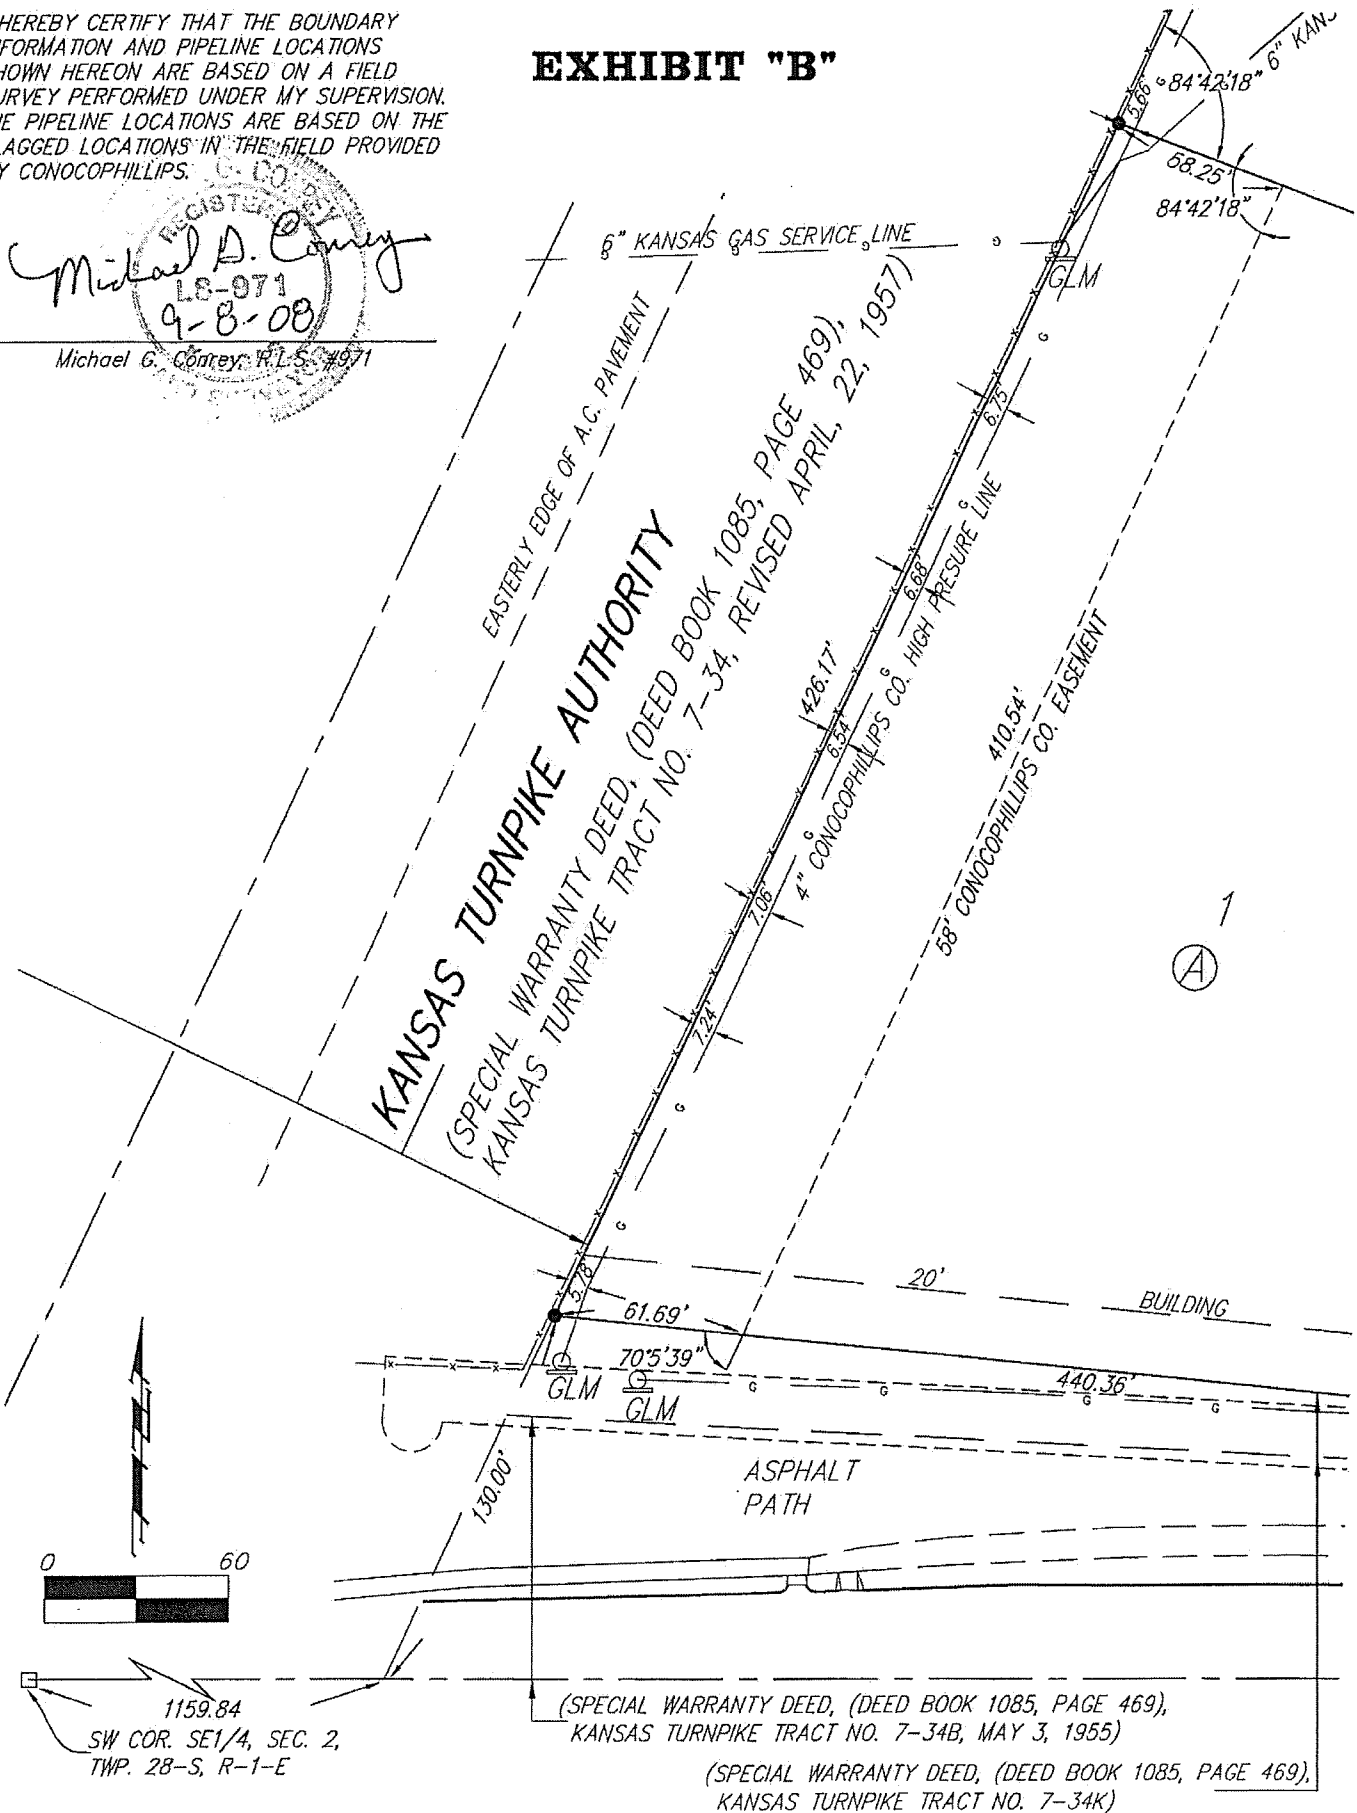 HEREBY CERTIFY THAT THE BOUNDARY
FORMATION AND PIPELINE LOCATIONS
HOWN HEREON ARE BASED ON A FIELD
URVEY PERFORMED UNDER MY SUPERVISION.
E PIPELINE LOCATIONS ARE BASED ON THE
LAGGED LOCATIONS IN THE FIELD PROVIDED
Y CONOCOPHILLIPS.
REGISTERED
LS-971
9-8-08
Michael G. Conrey, R.L.S. #971
EXHIBIT "B"
6" KANS
84°42'18"
5.66'
58.25'
84°42'18"
6" KANSAS GAS SERVICE LINE
GLM
EASTERLY EDGE OF A.C. PAVEMENT
KANSAS TURNPIKE AUTHORITY
(SPECIAL WARRANTY DEED, (DEED BOOK 1085, PAGE 469),
KANSAS TURNPIKE TRACT NO. 7-34, REVISED APRIL, 22, 1957)
6.75'
6.68'
426.17'
6.54'
4" CONOCOPHILLIPS CO. HIGH PRESURE LINE
7.06'
7.24'
410.54'
58' CONOCOPHILLIPS CO. EASEMENT
1
A
5.78'
20'
BUILDING
61.69'
70°5'39"
440.36'
GLM
GLM
ASPHALT
PATH
130.00'
0 60
1159.84
SW COR. SE1/4, SEC. 2,
TWP. 28-S, R-1-E
(SPECIAL WARRANTY DEED, (DEED BOOK 1085, PAGE 469),
KANSAS TURNPIKE TRACT NO. 7-34B, MAY 3, 1955)
(SPECIAL WARRANTY DEED, (DEED BOOK 1085, PAGE 469),
KANSAS TURNPIKE TRACT NO. 7-34K)